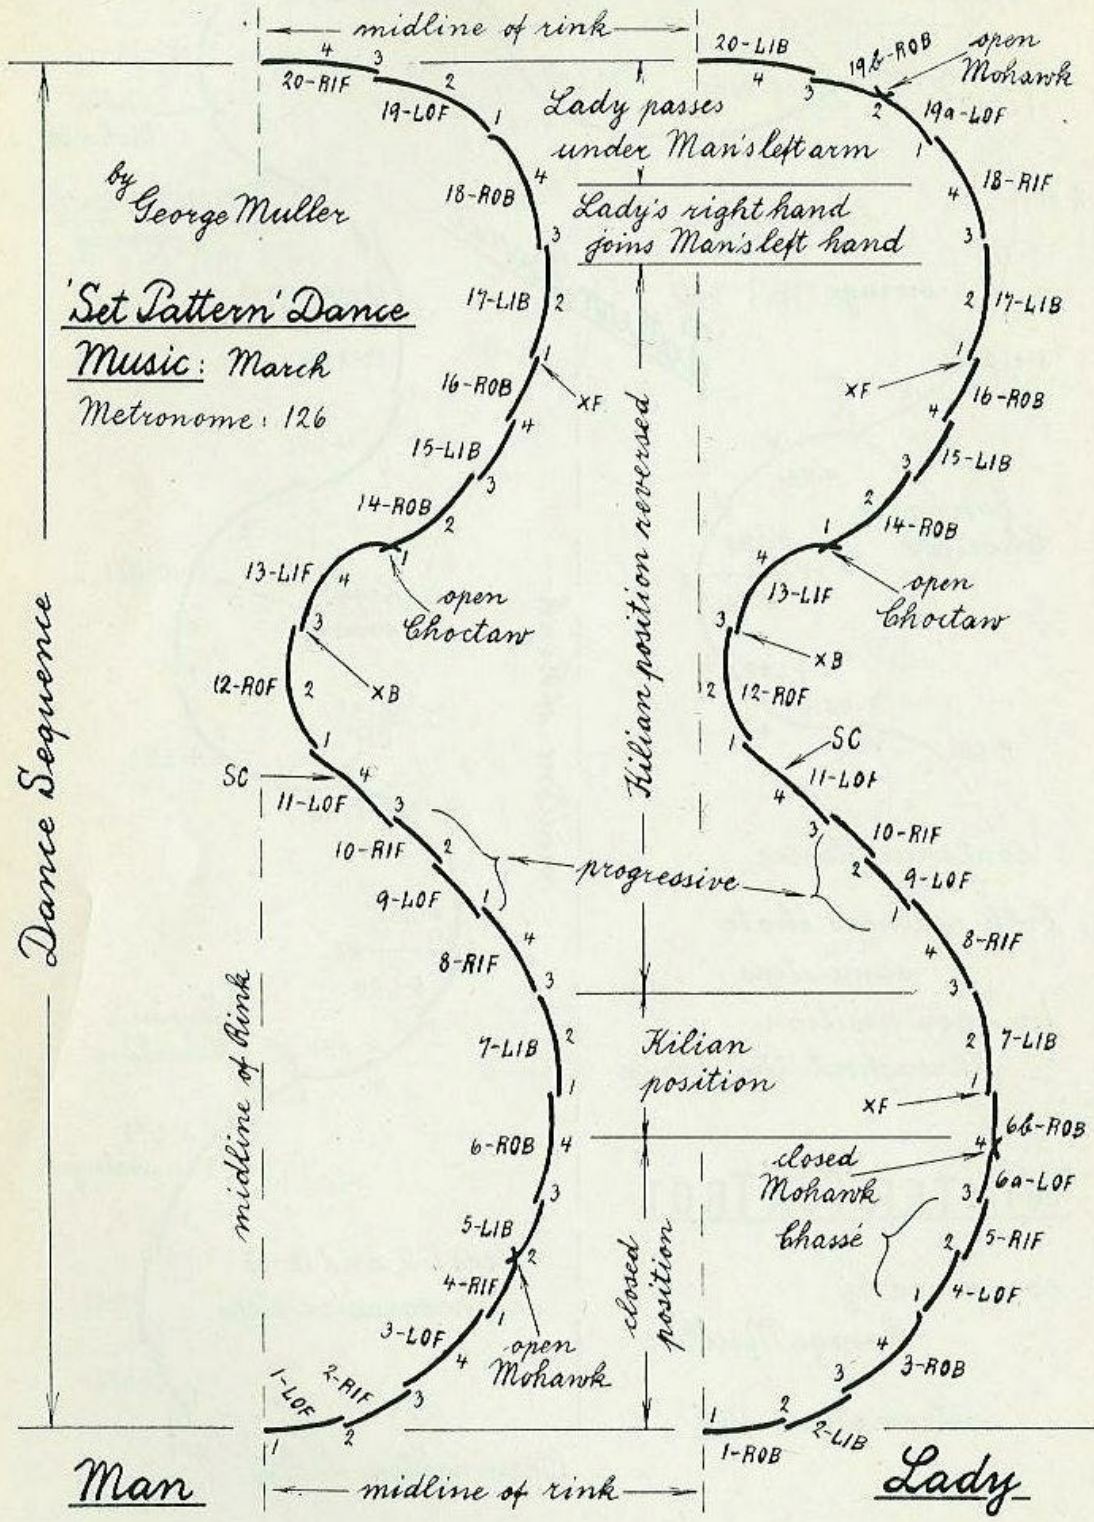 midline of rink
20-LIB
19b-ROB
open
Mohawk
4
3
20-RIF
2
19-LOF
1
4
3
2
19a-LOF
1
Lady passes
under Man's left arm
by
George Muller
18-ROB
4
3
Lady's right hand
joins Man's left hand
4
18-RIF
3
'Set Pattern' Dance
Music: March
Metronome: 126
17-LIB
2
1
2
17-LIB
1
16-ROB
XF
XF
16-ROB
4
4
15-LIB
3
3
15-LIB
14-ROB
2
2
14-ROB
1
1
13-LIF
4
open
Choctaw
4
13-LIF
open
Choctaw
3
3
XB
XB
12-ROF
2
2
12-ROF
1
1
Kilian position reversed
Dance Sequence
SC
4
11-LOF
SC
11-LOF
4
3
3
10-RIF
2
10-RIF
2
progressive
9-LOF
1
9-LOF
1
8-RIF
4
8-RIF
4
3
3
midline of Rink
7-LIB
2
1
Kilian
position
2
7-LIB
1
XF
6-ROB
4
6b-ROB
4
closed
Mohawk
3
3
6a-LOF
Chassé
5-LIB
2
2
5-RIF
4-RIF
1
1
4-LOF
closed
position
open
Mohawk
3-LOF
4
4
3-ROB
3
3
2-RIF
2
2
2-LIB
1-LOF
1
1
1-ROB
Man
midline of rink
Lady